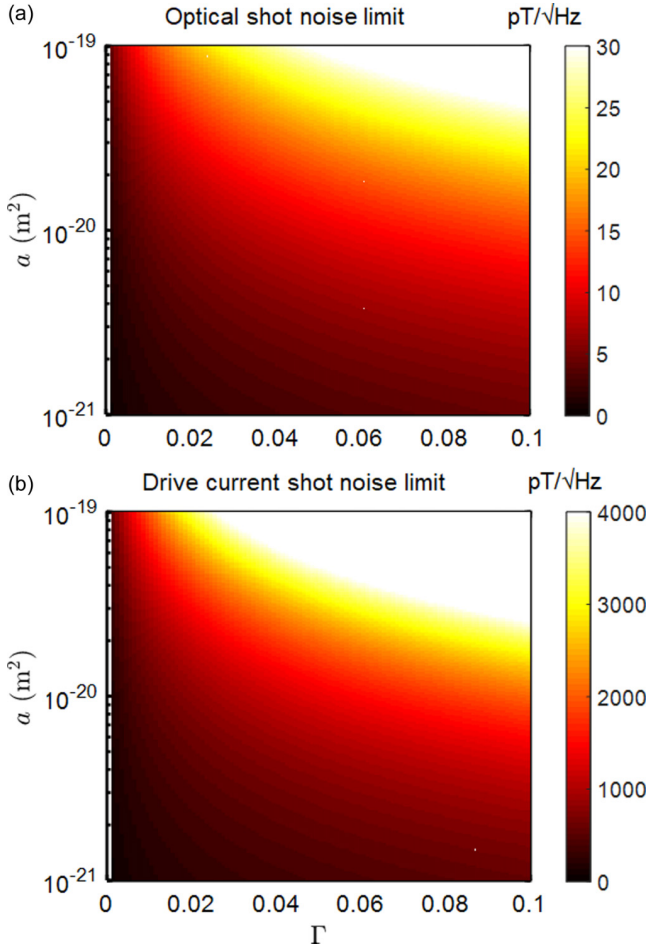 (a) Optical shot noise limit pT/√Hz
10⁻¹⁹
10⁻²⁰
10⁻²¹
a (m²)
0 0.02 0.04 0.06 0.08 0.1
30
25
20
15
10
5
0
(b) Drive current shot noise limit pT/√Hz
10⁻¹⁹
10⁻²⁰
10⁻²¹
a (m²)
0 0.02 0.04 0.06 0.08 0.1
Γ
4000
3000
2000
1000
0